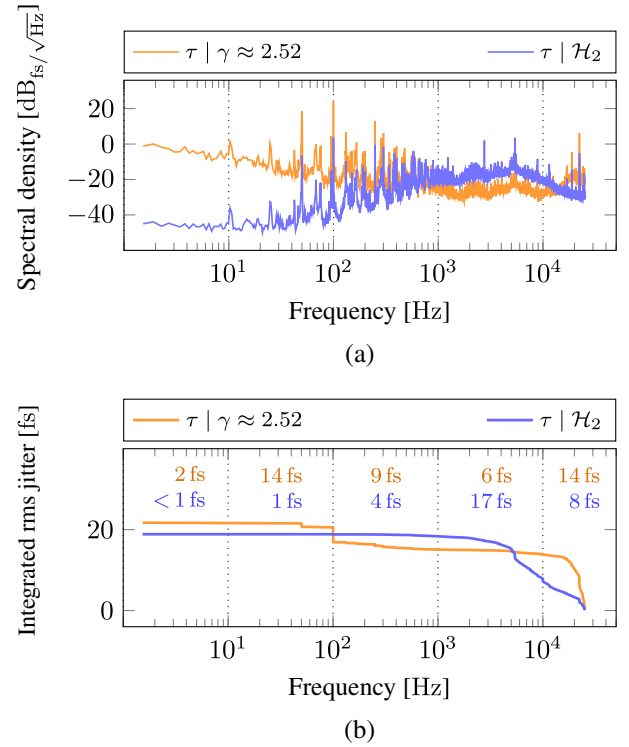 τ | γ ≈ 2.52 τ | ℋ₂
Spectral density [dB_fs/√Hz]
20
0
−20
−40
10¹ 10² 10³ 10⁴
Frequency [Hz]
(a)
τ | γ ≈ 2.52 τ | ℋ₂
Integrated rms jitter [fs]
2 fs 14 fs 9 fs 6 fs 14 fs
< 1 fs 1 fs 4 fs 17 fs 8 fs
20
0
10¹ 10² 10³ 10⁴
Frequency [Hz]
(b)